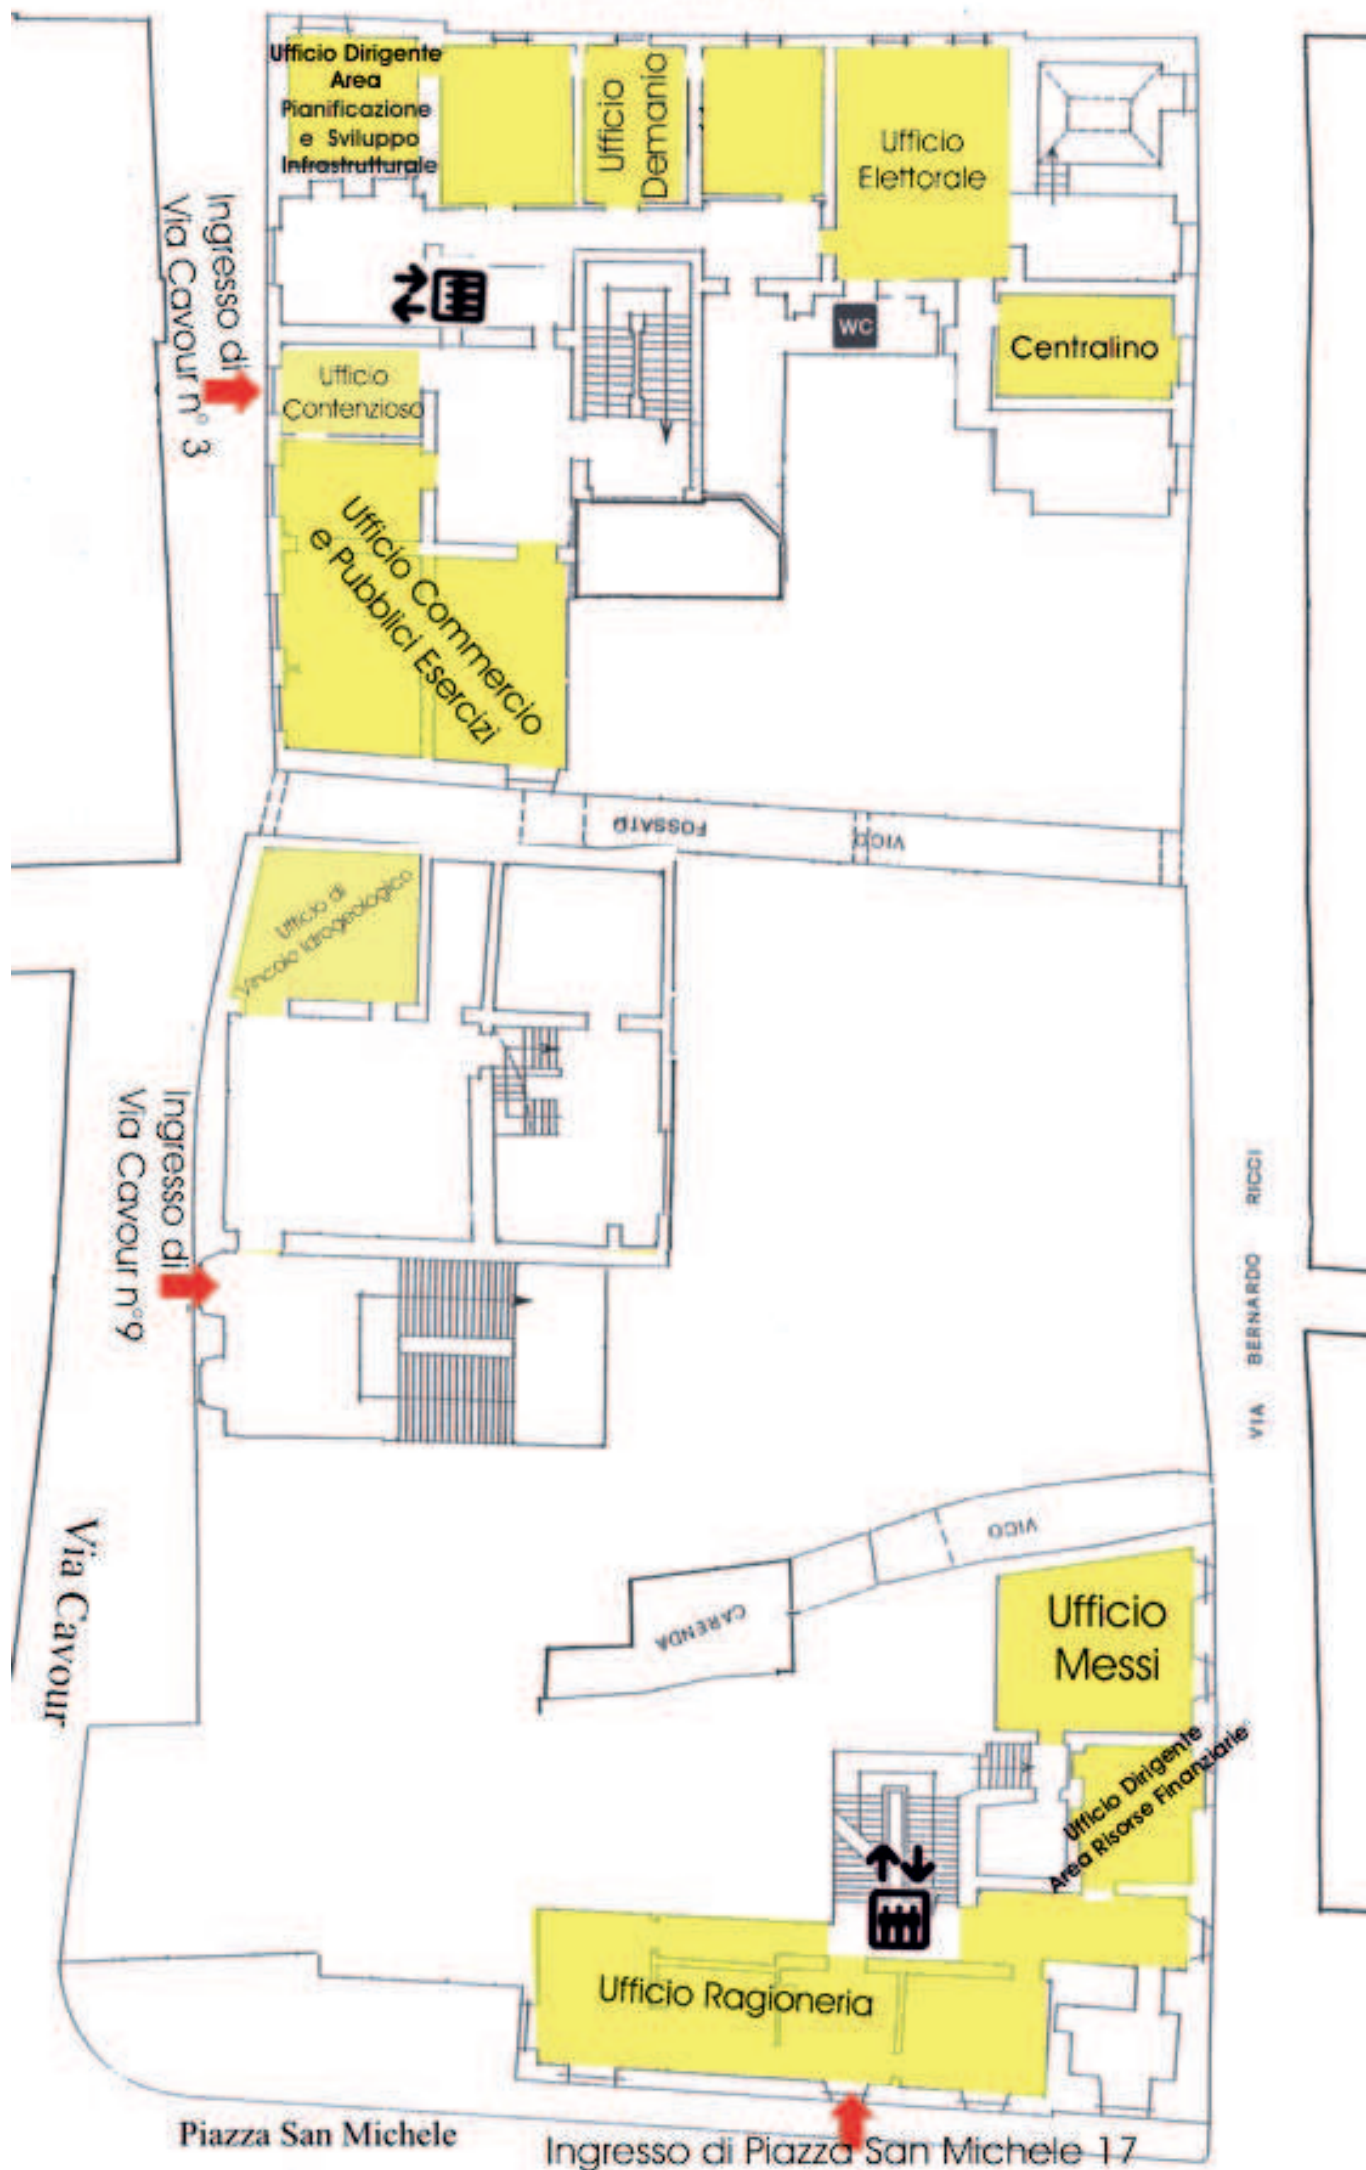 Ufficio Dirigente
Area
Pianificazione
e Sviluppo
Infrastrutturale
Ufficio
Demanio
Ufficio
Elettorale
Ingresso di
Via Cavour n° 3
WC
Centralino
Ufficio
Contenzioso
Ufficio Commercio
e Pubblici Esercizi
FOSSATO
VICO
Ufficio di
Vincolo Idrogeologico
Ingresso di
Via Cavour n°9
VIA BERNARDO RICCI
Via Cavour
VICO
CARENDA
Ufficio
Messi
Ufficio Dirigente
Area Risorse Finanziarie
Ufficio Ragioneria
Piazza San Michele
Ingresso di Piazza San Michele 17